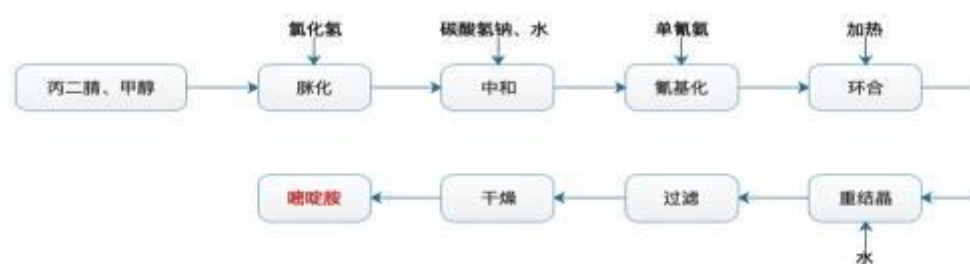 氯化氢
碳酸氢钠、水
单氰氨
加热
丙二腈、甲醇
脒化
中和
氰基化
环合
嘧啶胺
干燥
过滤
重结晶
水